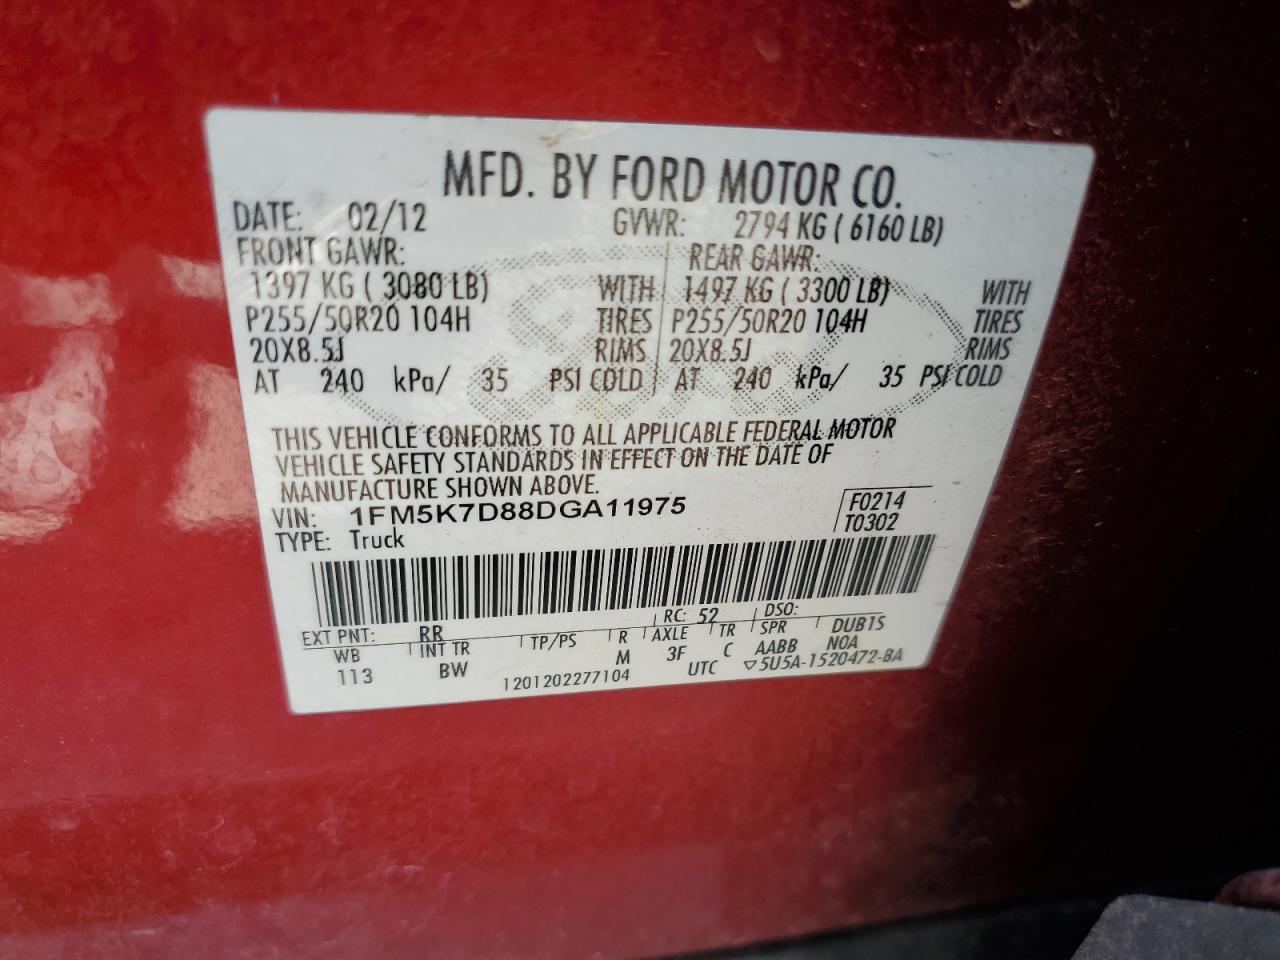 MFD. BY FORD MOTOR CO.
DATE: 02/12 GVWR: 2794 KG ( 6160 LB)
FRONT GAWR: REAR GAWR:
1397 KG ( 3080 LB) WITH 1497 KG ( 3300 LB) WITH
P255/50R20 104H TIRES P255/50R20 104H TIRES
20X8.5J RIMS 20X8.5J RIMS
AT 240 kPa/ 35 PSI COLD AT 240 kPa/ 35 PSI COLD
THIS VEHICLE CONFORMS TO ALL APPLICABLE FEDERAL MOTOR
VEHICLE SAFETY STANDARDS IN EFFECT ON THE DATE OF
MANUFACTURE SHOWN ABOVE.
VIN: 1FM5K7D88DGA11975 F0214
TYPE: Truck T0302
EXT PNT: RR RC: 52 DSO:
WB INT TR TP/PS R AXLE TR SPR DUB1S
113 BW M 3F C AABB NOA
1201202277104 UTC ▽5U5A-1520472-BA
Ford